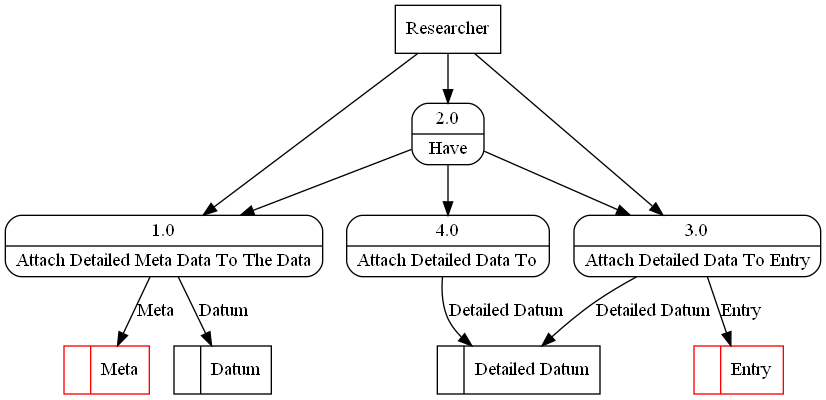 Researcher
2.0
Have
1.0
Attach Detailed Meta Data To The Data
4.0
Attach Detailed Data To
3.0
Attach Detailed Data To Entry
Meta
Datum
Detailed Datum
Detailed Datum
Entry
Meta
Datum
Detailed Datum
Entry